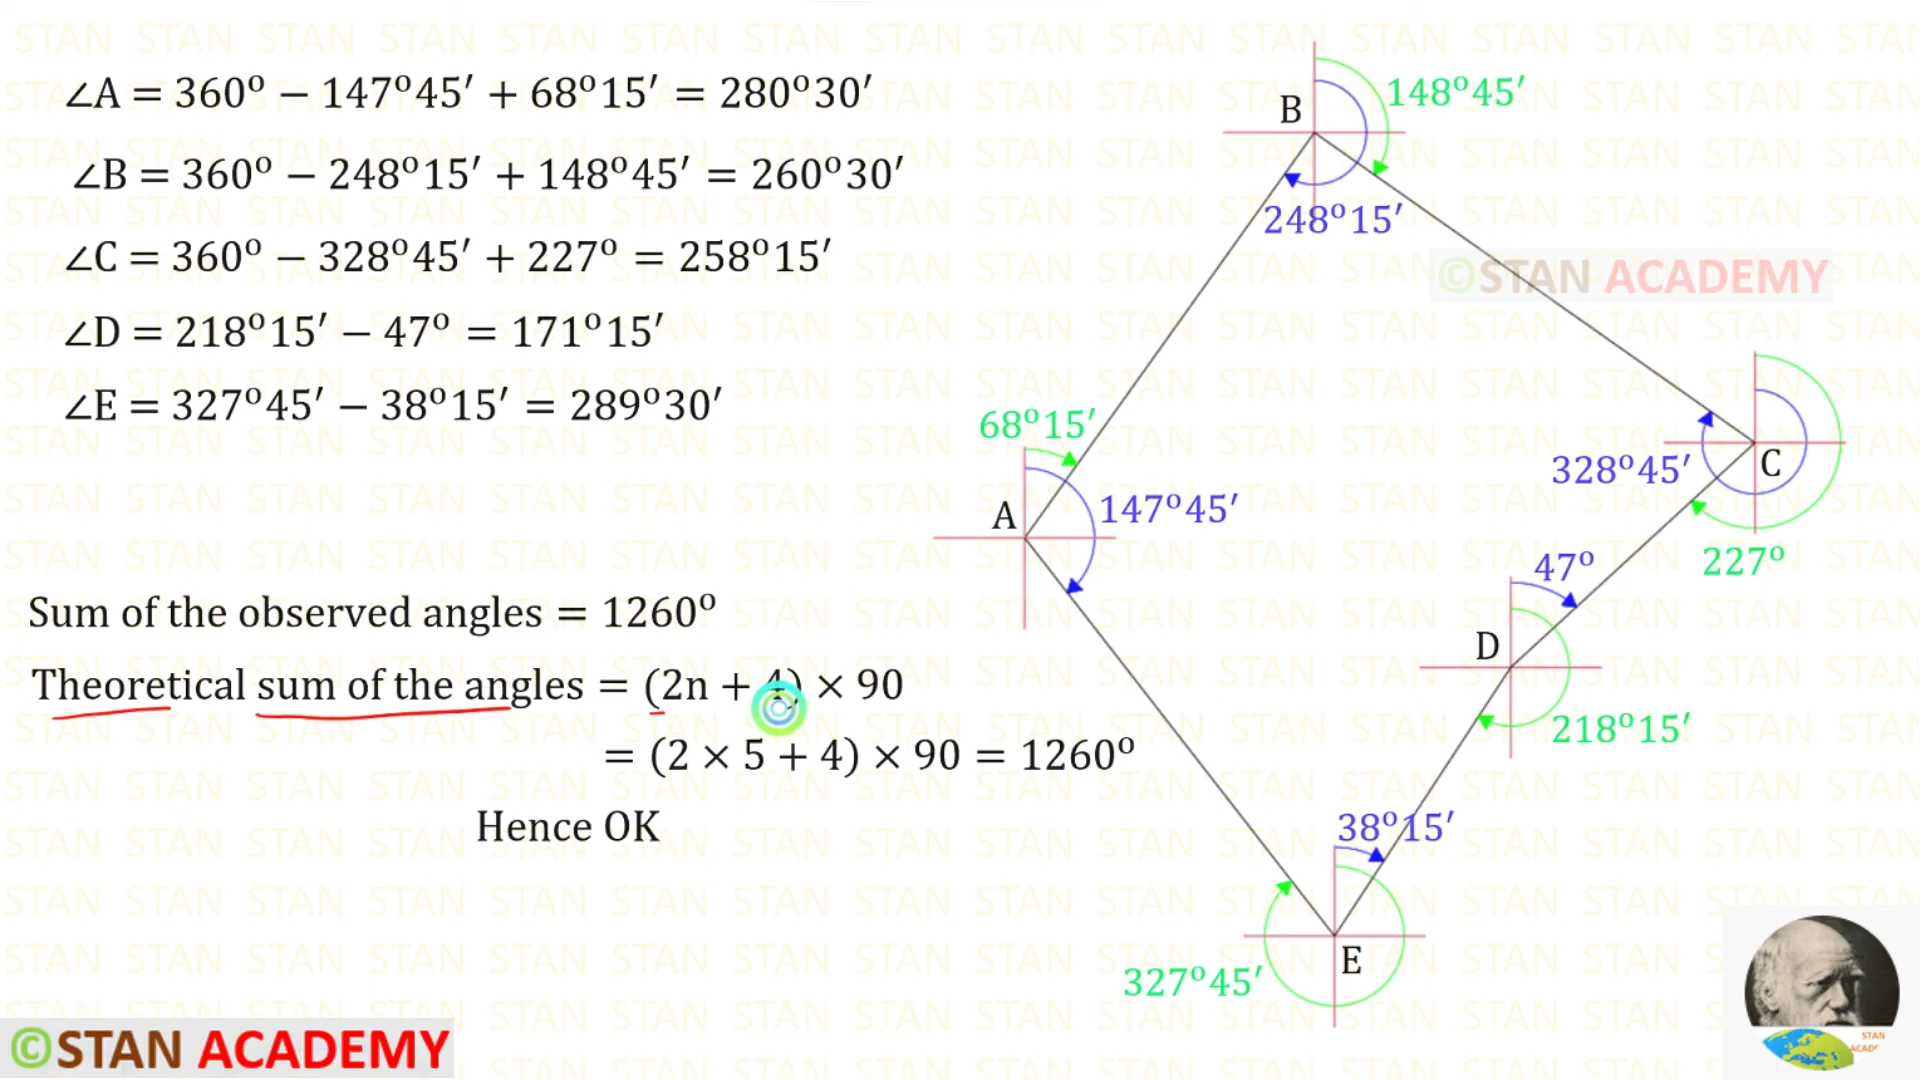 ∠A = 360° − 147°45′ + 68°15′ = 280°30′
∠B = 360° − 248°15′ + 148°45′ = 260°30′
∠C = 360° − 328°45′ + 227° = 258°15′
∠D = 218°15′ − 47° = 171°15′
∠E = 327°45′ − 38°15′ = 289°30′
Sum of the observed angles = 1260°
Theoretical sum of the angles = (2n + 4) × 90
= (2 × 5 + 4) × 90 = 1260°
Hence OK
B
148°45′
248°15′
©STAN ACADEMY
68°15′
A
147°45′
328°45′
C
227°
47°
D
218°15′
38°15′
E
327°45′
©STAN ACADEMY
STAN